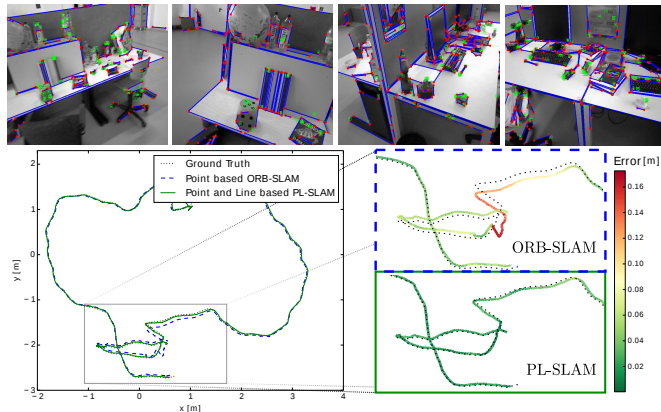 Ground Truth
Point based ORB-SLAM
Point and Line based PL-SLAM
y [m]
2
1
0
−1
−2
−3
−2 −1 0 1 2 3 4
x [m]
ORB-SLAM
PL-SLAM
Error [m]
0.16
0.14
0.12
0.10
0.08
0.06
0.04
0.02